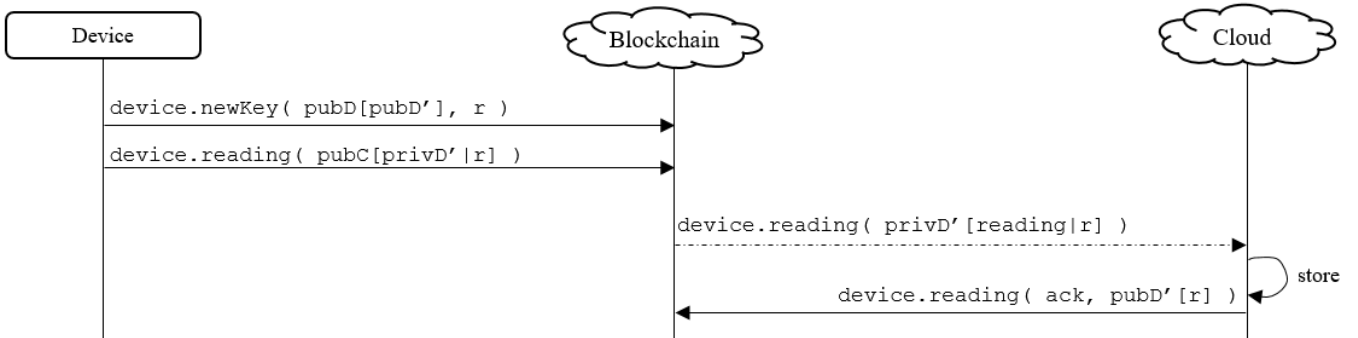 Device
Blockchain
Cloud
device.newKey( pubD[pubD’], r )
device.reading( pubC[privD’|r] )
device.reading( privD’[reading|r] )
store
device.reading( ack, pubD’[r] )